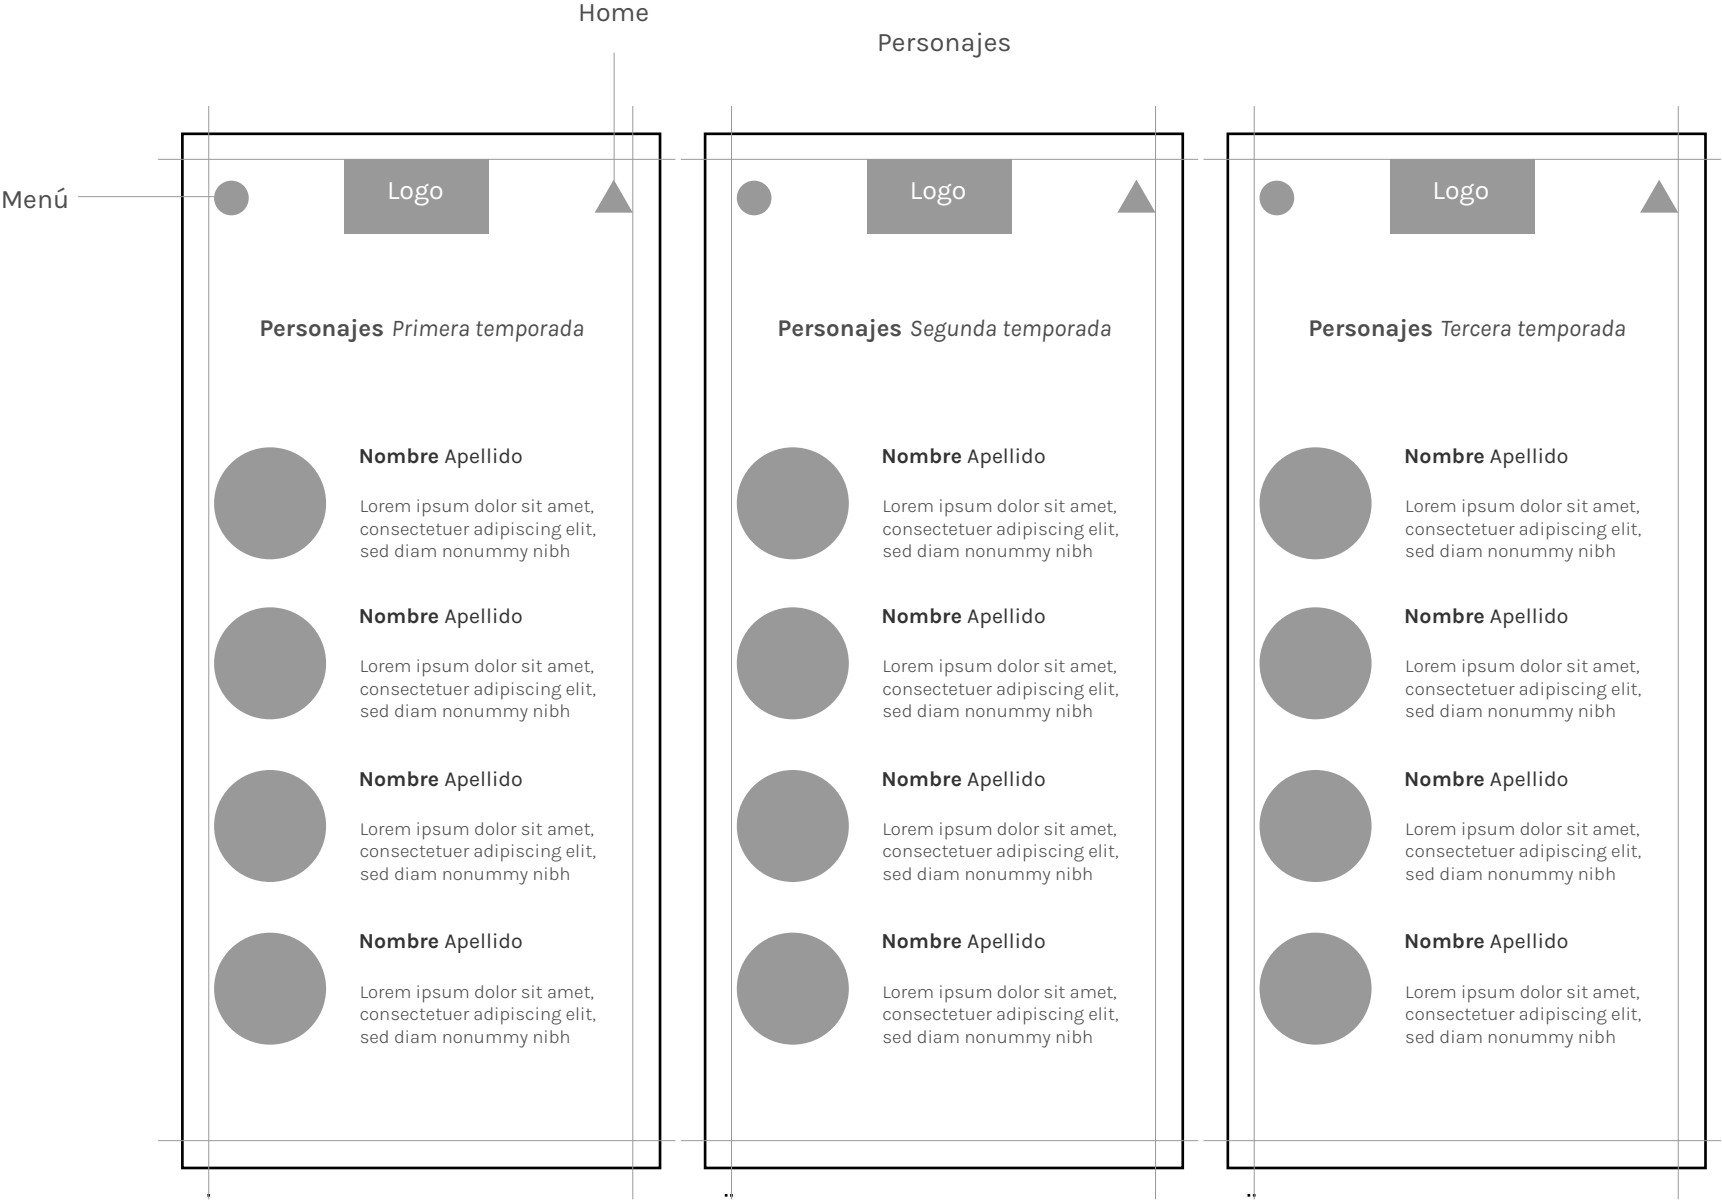 Home
Personajes
Menú
Logo
Personajes Primera temporada
Nombre Apellido
Lorem ipsum dolor sit amet,
consectetuer adipiscing elit,
sed diam nonummy nibh
Nombre Apellido
Lorem ipsum dolor sit amet,
consectetuer adipiscing elit,
sed diam nonummy nibh
Nombre Apellido
Lorem ipsum dolor sit amet,
consectetuer adipiscing elit,
sed diam nonummy nibh
Nombre Apellido
Lorem ipsum dolor sit amet,
consectetuer adipiscing elit,
sed diam nonummy nibh
Logo
Personajes Segunda temporada
Nombre Apellido
Lorem ipsum dolor sit amet,
consectetuer adipiscing elit,
sed diam nonummy nibh
Nombre Apellido
Lorem ipsum dolor sit amet,
consectetuer adipiscing elit,
sed diam nonummy nibh
Nombre Apellido
Lorem ipsum dolor sit amet,
consectetuer adipiscing elit,
sed diam nonummy nibh
Nombre Apellido
Lorem ipsum dolor sit amet,
consectetuer adipiscing elit,
sed diam nonummy nibh
Logo
Personajes Tercera temporada
Nombre Apellido
Lorem ipsum dolor sit amet,
consectetuer adipiscing elit,
sed diam nonummy nibh
Nombre Apellido
Lorem ipsum dolor sit amet,
consectetuer adipiscing elit,
sed diam nonummy nibh
Nombre Apellido
Lorem ipsum dolor sit amet,
consectetuer adipiscing elit,
sed diam nonummy nibh
Nombre Apellido
Lorem ipsum dolor sit amet,
consectetuer adipiscing elit,
sed diam nonummy nibh